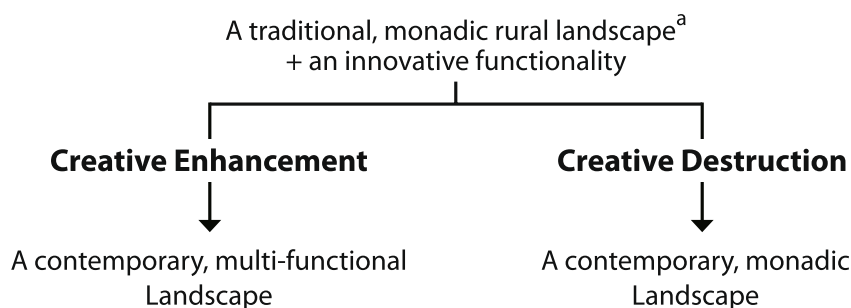 A traditional, monadic rural landscapeᵃ
+ an innovative functionality
Creative Enhancement
Creative Destruction
A contemporary, multi-functional
Landscape
A contemporary, monadic
Landscape